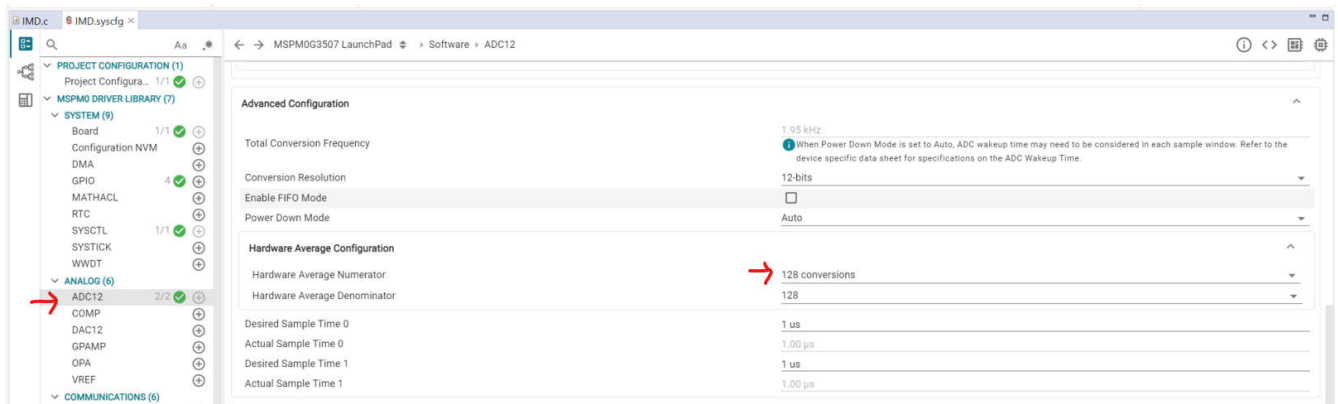 IMD.c IMD.syscfg ×
Aa .*
← → MSPM0G3507 LaunchPad › Software › ADC12
PROJECT CONFIGURATION (1)
Project Configura... 1/1
MSPM0 DRIVER LIBRARY (7)
SYSTEM (9)
Board 1/1
Configuration NVM
DMA
GPIO 4
MATHACL
RTC
SYSCTL 1/1
SYSTICK
WWDT
ANALOG (6)
ADC12 2/2
COMP
DAC12
GPAMP
OPA
VREF
COMMUNICATIONS (6)
Advanced Configuration
Total Conversion Frequency 1.95 kHz
When Power Down Mode is set to Auto, ADC wakeup time may need to be considered in each sample window. Refer to the
device specific data sheet for specifications on the ADC Wakeup Time.
Conversion Resolution 12-bits
Enable FIFO Mode
Power Down Mode Auto
Hardware Average Configuration
Hardware Average Numerator 128 conversions
Hardware Average Denominator 128
Desired Sample Time 0 1 us
Actual Sample Time 0 1.00 µs
Desired Sample Time 1 1 us
Actual Sample Time 1 1.00 µs